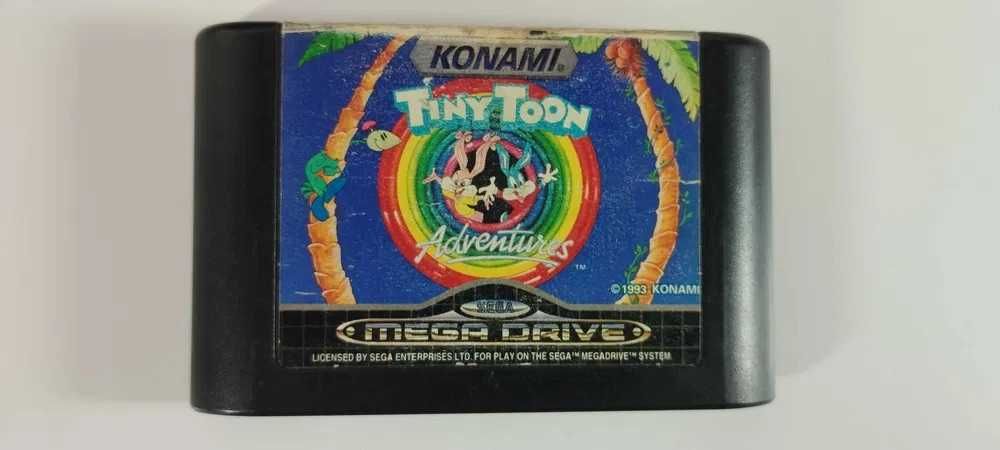 KONAMI®
TINY TOON
Adventures
TM
© 1993 KONAMI
SEGA
MEGA DRIVE
LICENSED BY SEGA ENTERPRISES LTD. FOR PLAY ON THE SEGA™ MEGADRIVE™ SYSTEM